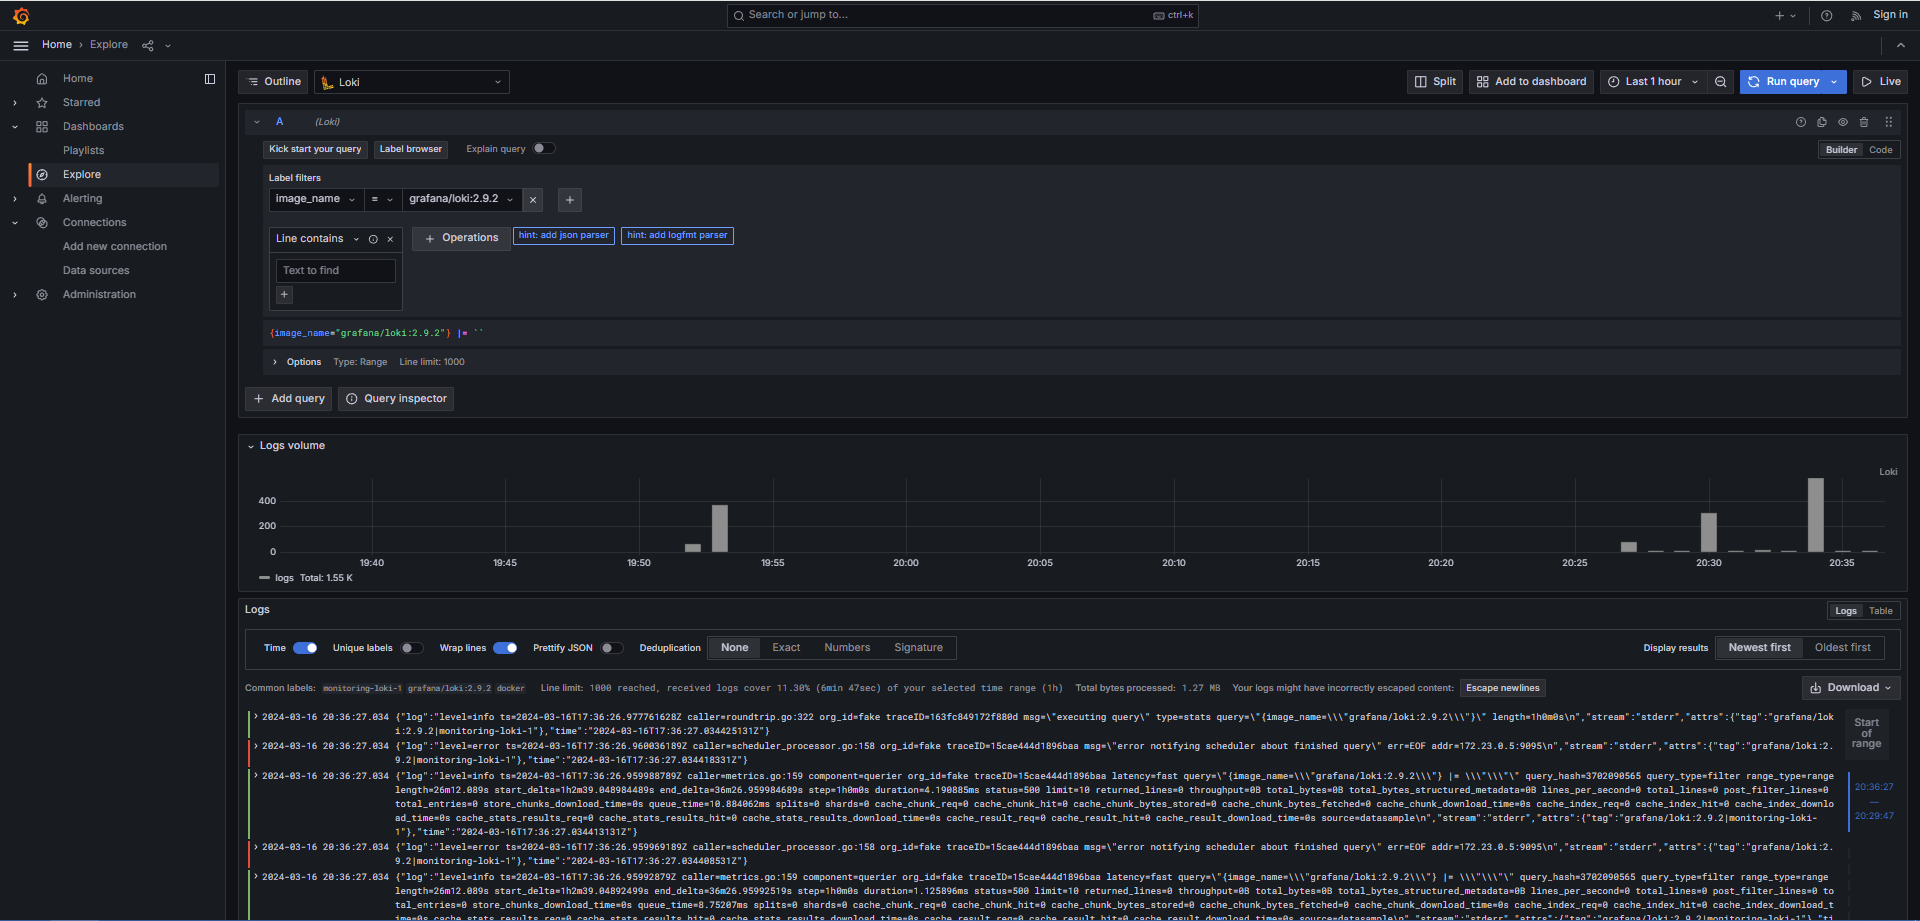 Search or jump to...
ctrl+k
Sign in
Home › Explore
Home
Starred
Dashboards
Playlists
Explore
Alerting
Connections
Add new connection
Data sources
Administration
Outline
Loki
Split
Add to dashboard
Last 1 hour
Run query
Live
A (Loki)
Kick start your query
Label browser
Explain query
Builder
Code
Label filters
image_name
=
grafana/loki:2.9.2
Line contains
Operations
hint: add json parser
hint: add logfmt parser
Text to find
{image_name="grafana/loki:2.9.2"} |= ``
Options Type: Range Line limit: 1000
Add query
Query inspector
Logs volume
Loki
400
200
0
19:40 19:45 19:50 19:55 20:00 20:05 20:10 20:15 20:20 20:25 20:30 20:35
logs Total: 1.55 K
Logs
Logs
Table
Time
Unique labels
Wrap lines
Prettify JSON
Deduplication
None
Exact
Numbers
Signature
Display results
Newest first
Oldest first
Common labels: monitoring-loki-1 grafana/loki:2.9.2 docker Line limit: 1000 reached, received logs cover 11.30% (6min 47sec) of your selected time range (1h) Total bytes processed: 1.27 MB Your logs might have incorrectly escaped content: Escape newlines
Download
2024-03-16 20:36:27.034 {"log":"level=info ts=2024-03-16T17:36:26.977761628Z caller=roundtrip.go:322 org_id=fake traceID=163fc849172f880d msg=\"executing query\" type=stats query=\"{image_name=\\\"grafana/loki:2.9.2\\\"}\" length=1h0m0s\n","stream":"stderr","attrs":{"tag":"grafana/lo
ki:2.9.2|monitoring-loki-1"},"time":"2024-03-16T17:36:27.034425131Z"}
2024-03-16 20:36:27.034 {"log":"level=error ts=2024-03-16T17:36:26.960036189Z caller=scheduler_processor.go:158 org_id=fake traceID=15cae444d1896baa msg=\"error notifying scheduler about finished query\" err=EOF addr=172.23.0.5:9095\n","stream":"stderr","attrs":{"tag":"grafana/loki:2.
9.2|monitoring-loki-1"},"time":"2024-03-16T17:36:27.034418331Z"}
2024-03-16 20:36:27.034 {"log":"level=info ts=2024-03-16T17:36:26.959988789Z caller=metrics.go:159 component=querier org_id=fake traceID=15cae444d1896baa latency=fast query=\"{image_name=\\\"grafana/loki:2.9.2\\\"} |= \\\"\\\"\" query_hash=3702090565 query_type=filter range_type=range
length=26m12.089s start_delta=1h2m39.048984489s end_delta=36m26.959984689s step=1h0m0s duration=4.190885ms status=500 limit=10 returned_lines=0 throughput=0B total_bytes=0B total_bytes_structured_metadata=0B lines_per_second=0 total_lines=0 post_filter_lines=0
total_entries=0 store_chunks_download_time=0s queue_time=10.884062ms splits=0 shards=0 cache_chunk_req=0 cache_chunk_hit=0 cache_chunk_bytes_stored=0 cache_chunk_bytes_fetched=0 cache_chunk_download_time=0s cache_index_req=0 cache_index_hit=0 cache_index_downlo
ad_time=0s cache_stats_results_req=0 cache_stats_results_hit=0 cache_stats_results_download_time=0s cache_result_req=0 cache_result_hit=0 cache_result_download_time=0s source=datasample\n","stream":"stderr","attrs":{"tag":"grafana/loki:2.9.2|monitoring-loki-
1"},"time":"2024-03-16T17:36:27.034413131Z"}
2024-03-16 20:36:27.034 {"log":"level=error ts=2024-03-16T17:36:26.959969189Z caller=scheduler_processor.go:158 org_id=fake traceID=15cae444d1896baa msg=\"error notifying scheduler about finished query\" err=EOF addr=172.23.0.5:9095\n","stream":"stderr","attrs":{"tag":"grafana/loki:2.
9.2|monitoring-loki-1"},"time":"2024-03-16T17:36:27.034408531Z"}
2024-03-16 20:36:27.034 {"log":"level=info ts=2024-03-16T17:36:26.95992879Z caller=metrics.go:159 component=querier org_id=fake traceID=15cae444d1896baa latency=fast query=\"{image_name=\\\"grafana/loki:2.9.2\\\"} |= \\\"\\\"\" query_hash=3702090565 query_type=filter range_type=range
length=26m12.089s start_delta=1h2m39.04892499s end_delta=36m26.95992519s step=1h0m0s duration=1.125896ms status=500 limit=10 returned_lines=0 throughput=0B total_bytes=0B total_bytes_structured_metadata=0B lines_per_second=0 total_lines=0 post_filter_lines=0 to
tal_entries=0 store_chunks_download_time=0s queue_time=8.75207ms splits=0 shards=0 cache_chunk_req=0 cache_chunk_hit=0 cache_chunk_bytes_stored=0 cache_chunk_bytes_fetched=0 cache_chunk_download_time=0s cache_index_req=0 cache_index_hit=0 cache_index_download_t
Start
of
range
20:36:27
—
20:29:47